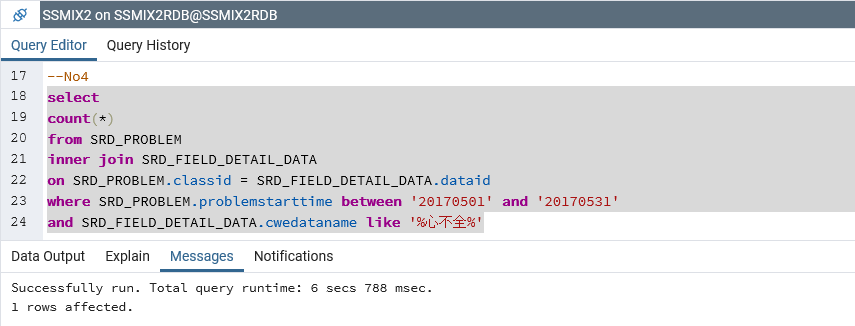 SSMIX2 on SSMIX2RDB@SSMIX2RDB
Query Editor Query History
17 --No4
18 select
19 count(*)
20 from SRD_PROBLEM
21 inner join SRD_FIELD_DETAIL_DATA
22 on SRD_PROBLEM.classid = SRD_FIELD_DETAIL_DATA.dataid
23 where SRD_PROBLEM.problemstarttime between '20170501' and '20170531'
24 and SRD_FIELD_DETAIL_DATA.cwedataname like '%心不全%'
Data Output Explain Messages Notifications
Successfully run. Total query runtime: 6 secs 788 msec.
1 rows affected.